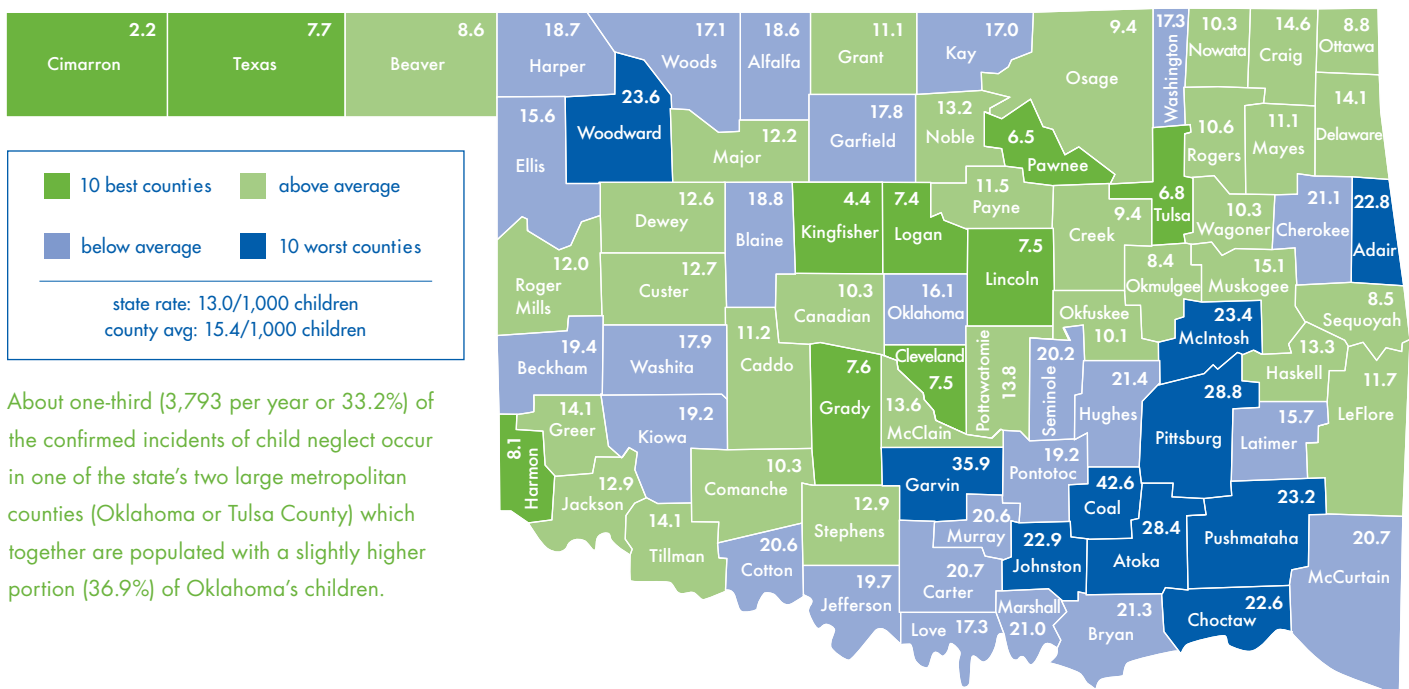 2.2
Cimarron
7.7
Texas
8.6
Beaver
18.7
Harper
17.1
Woods
18.6
Alfalfa
11.1
Grant
17.0
Kay
9.4
Osage
17.3
Washington
10.3
Nowata
14.6
Craig
8.8
Ottawa
15.6
Ellis
23.6
Woodward
12.2
Major
17.8
Garfield
13.2
Noble
6.5
Pawnee
10.6
Rogers
11.1
Mayes
14.1
Delaware
10 best counties
above average
below average
10 worst counties
state rate: 13.0/1,000 children
county avg: 15.4/1,000 children
12.6
Dewey
18.8
Blaine
4.4
Kingfisher
7.4
Logan
11.5
Payne
9.4
Creek
6.8
Tulsa
10.3
Wagoner
21.1
Cherokee
22.8
Adair
12.0
Roger
Mills
12.7
Custer
10.3
Canadian
16.1
Oklahoma
7.5
Lincoln
8.4
Okmulgee
15.1
Muskogee
8.5
Sequoyah
19.4
Beckham
17.9
Washita
11.2
Caddo
7.6
Grady
Cleveland
7.5
13.6
McClain
Pottawatomie
13.8
20.2
Seminole
Okfuskee
10.1
23.4
McIntosh
13.3
Haskell
11.7
LeFlore
21.4
Hughes
28.8
Pittsburg
15.7
Latimer
About one-third (3,793 per year or 33.2%) of
the confirmed incidents of child neglect occur
in one of the state's two large metropolitan
counties (Oklahoma or Tulsa County) which
together are populated with a slightly higher
portion (36.9%) of Oklahoma's children.
8.1
Harmon
14.1
Greer
19.2
Kiowa
12.9
Jackson
14.1
Tillman
10.3
Comanche
20.6
Cotton
12.9
Stephens
19.7
Jefferson
35.9
Garvin
19.2
Pontotoc
20.6
Murray
20.7
Carter
Love 17.3
42.6
Coal
22.9
Johnston
28.4
Atoka
Marshall
21.0
21.3
Bryan
23.2
Pushmataha
22.6
Choctaw
20.7
McCurtain